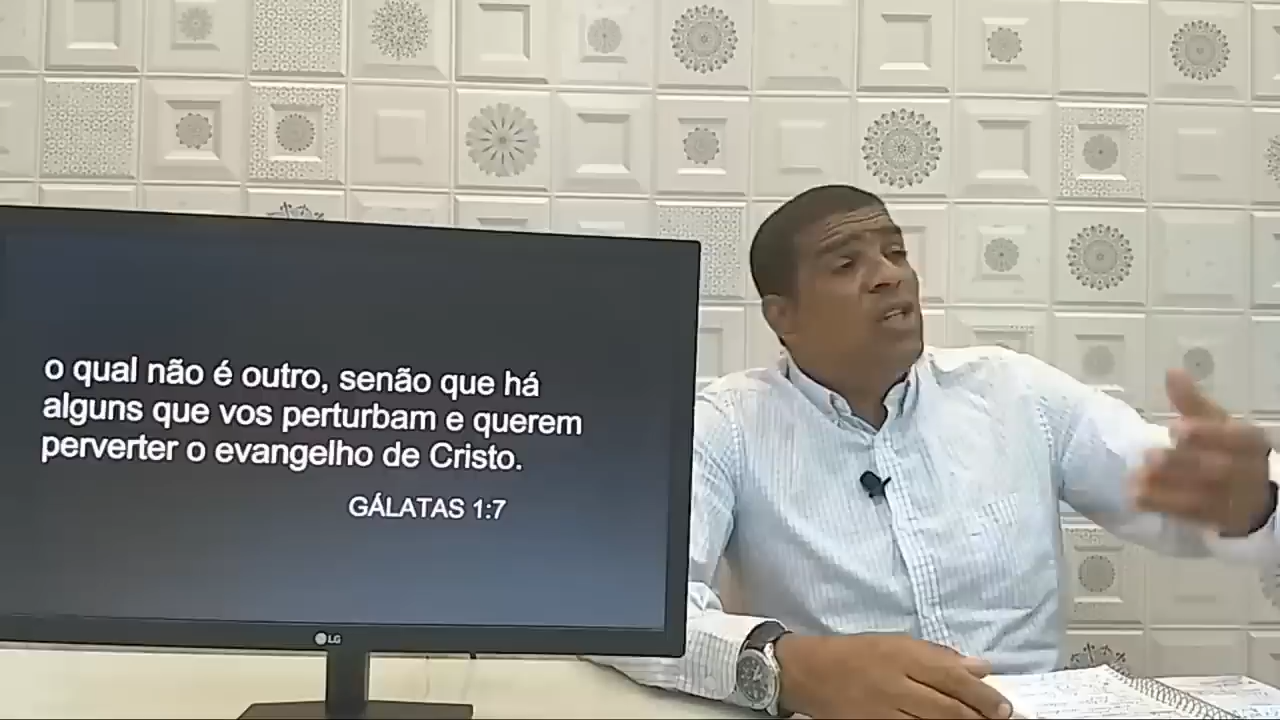 o qual não é outro, senão que há
alguns que vos perturbam e querem
perverter o evangelho de Cristo.
GÁLATAS 1:7
LG